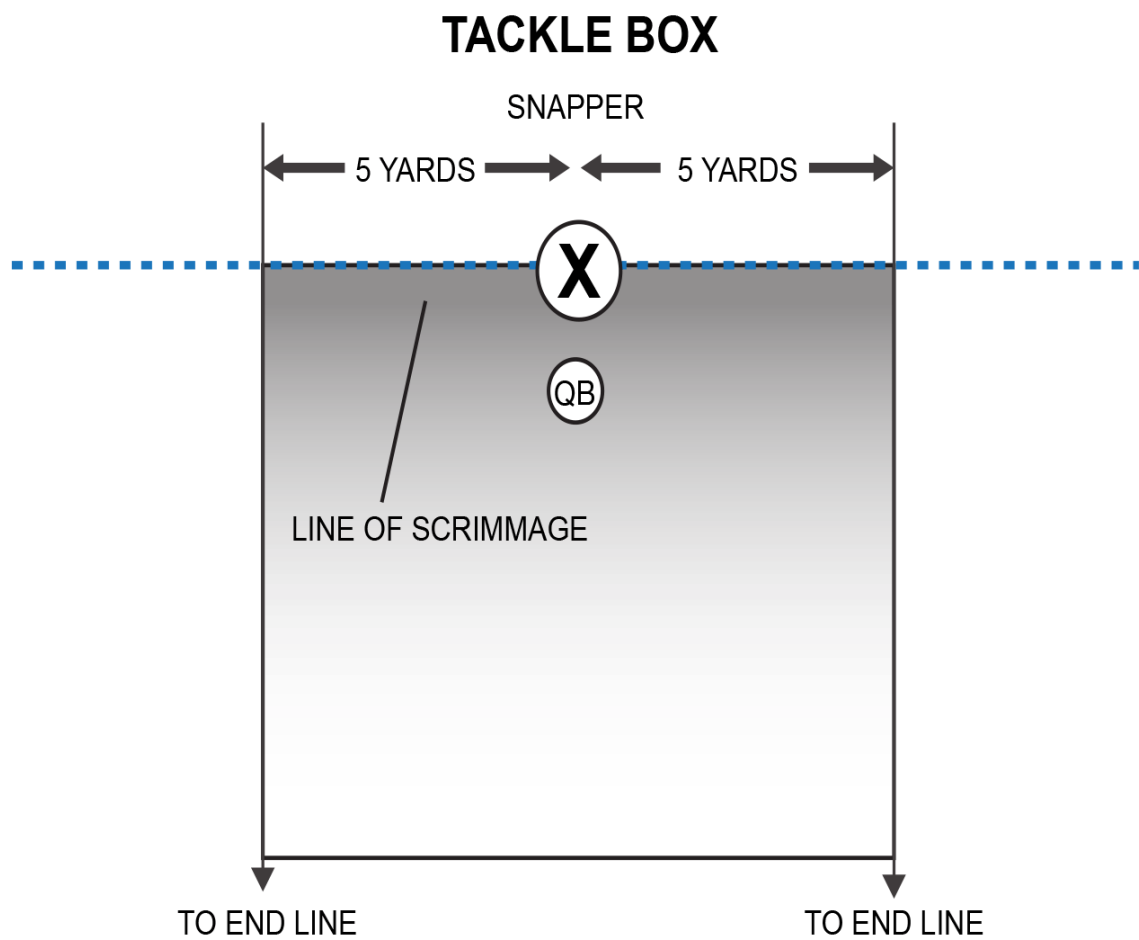 TACKLE BOX
SNAPPER
5 YARDS 5 YARDS
X
QB
LINE OF SCRIMMAGE
TO END LINE TO END LINE